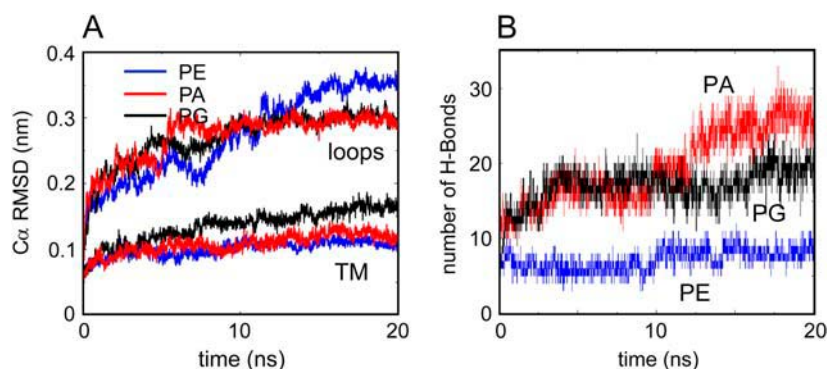 A
Cα RMSD (nm)
0.4
0.3
0.2
0.1
0
PE
PA
PG
loops
TM
0
10
20
time (ns)
B
number of H-Bonds
30
20
10
0
PA
PG
PE
0
10
20
time (ns)